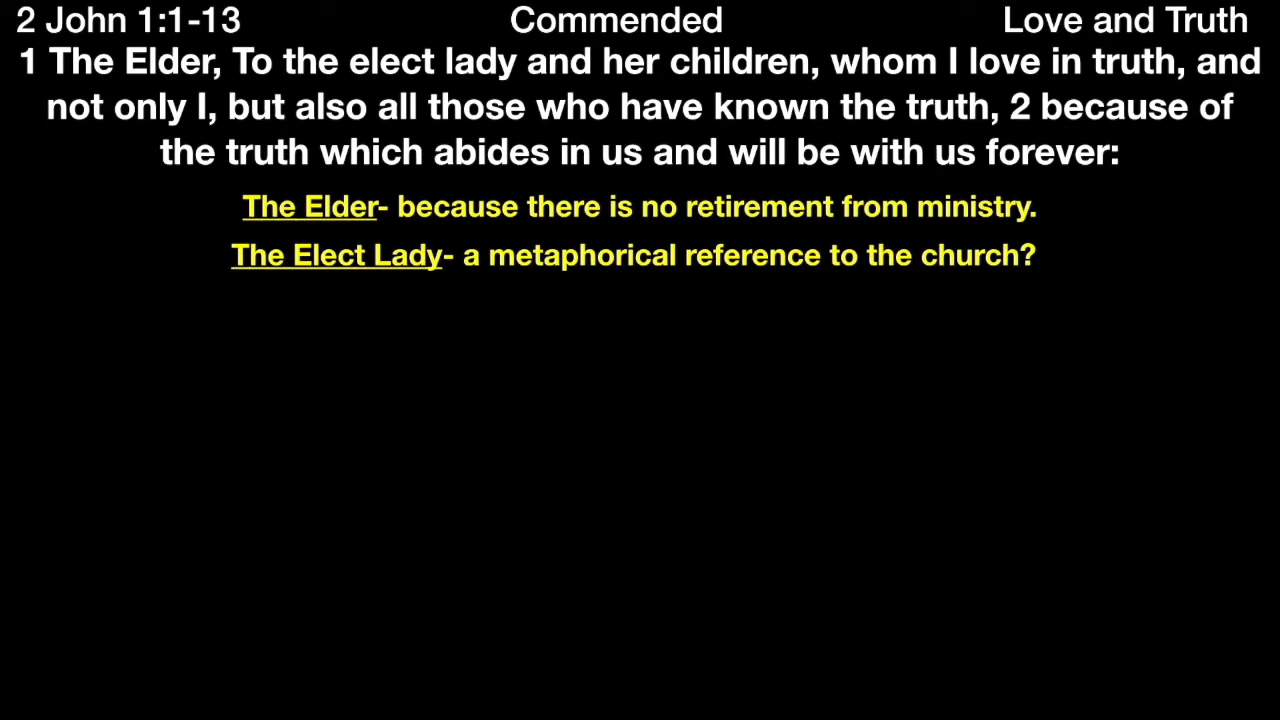 2 John 1:1-13 Commended Love and Truth
1 The Elder, To the elect lady and her children, whom I love in truth, and
not only I, but also all those who have known the truth, 2 because of
the truth which abides in us and will be with us forever:
The Elder- because there is no retirement from ministry.
The Elect Lady- a metaphorical reference to the church?